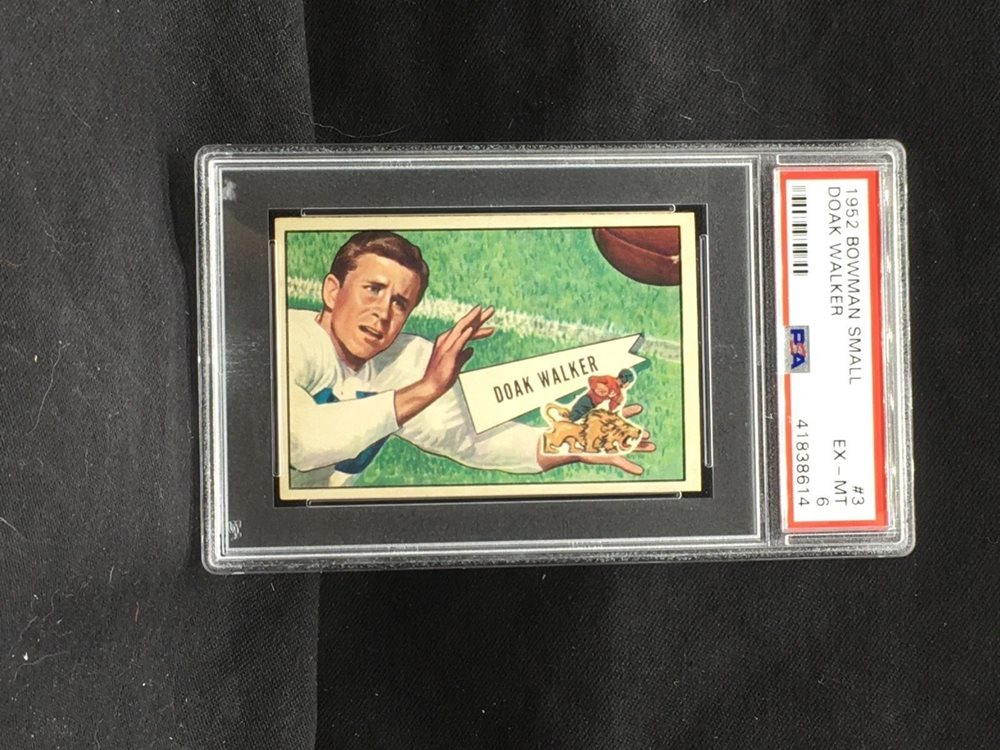 1952 BOWMAN SMALL #3
DOAK WALKER EX - MT
6
PSA 41838614
DOAK WALKER